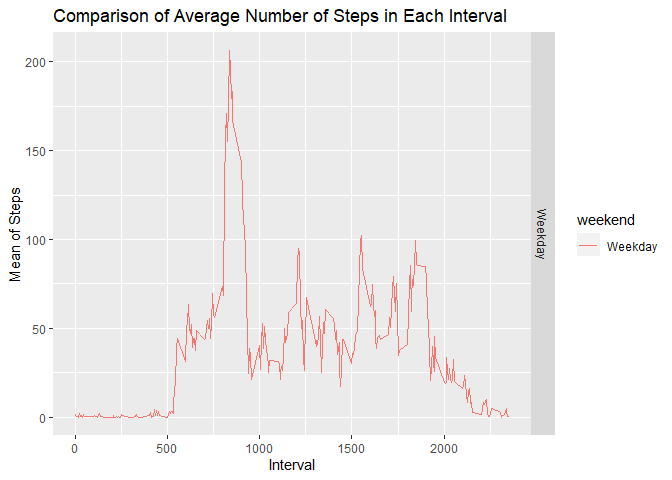 Comparison of Average Number of Steps in Each Interval
Mean of Steps
200
150
100
50
0
0
500
1000
1500
2000
Interval
Weekday
weekend
Weekday